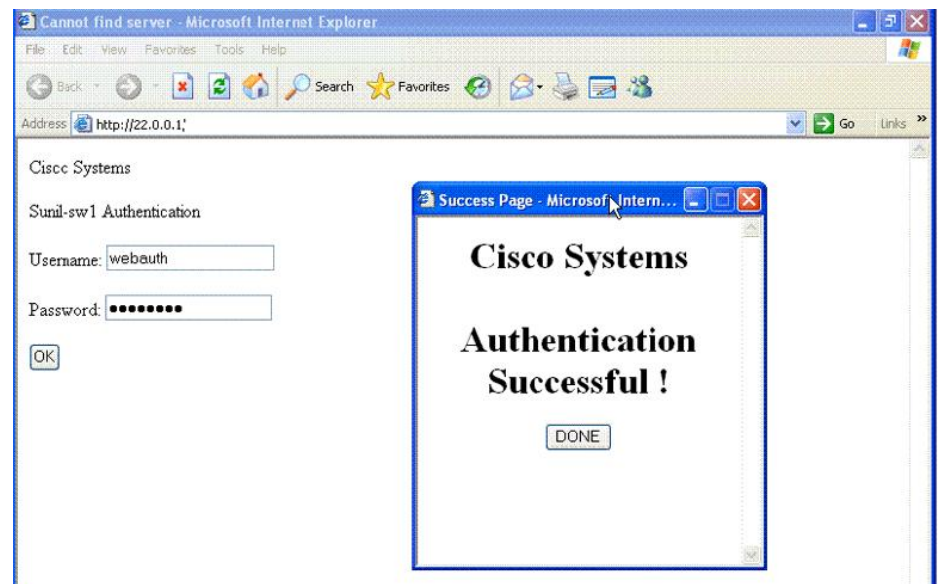 Cannot find server - Microsoft Internet Explorer
File Edit View Favorites Tools Help
Back Search Favorites
Address http://22.0.0.1;' Go Links »
Ciscc Systems
Sunil-sw1 Authentication
Username: webauth
Password: ●●●●●●●●
OK
Success Page - Microsoft Intern...
Cisco Systems
Authentication
Successful !
DONE